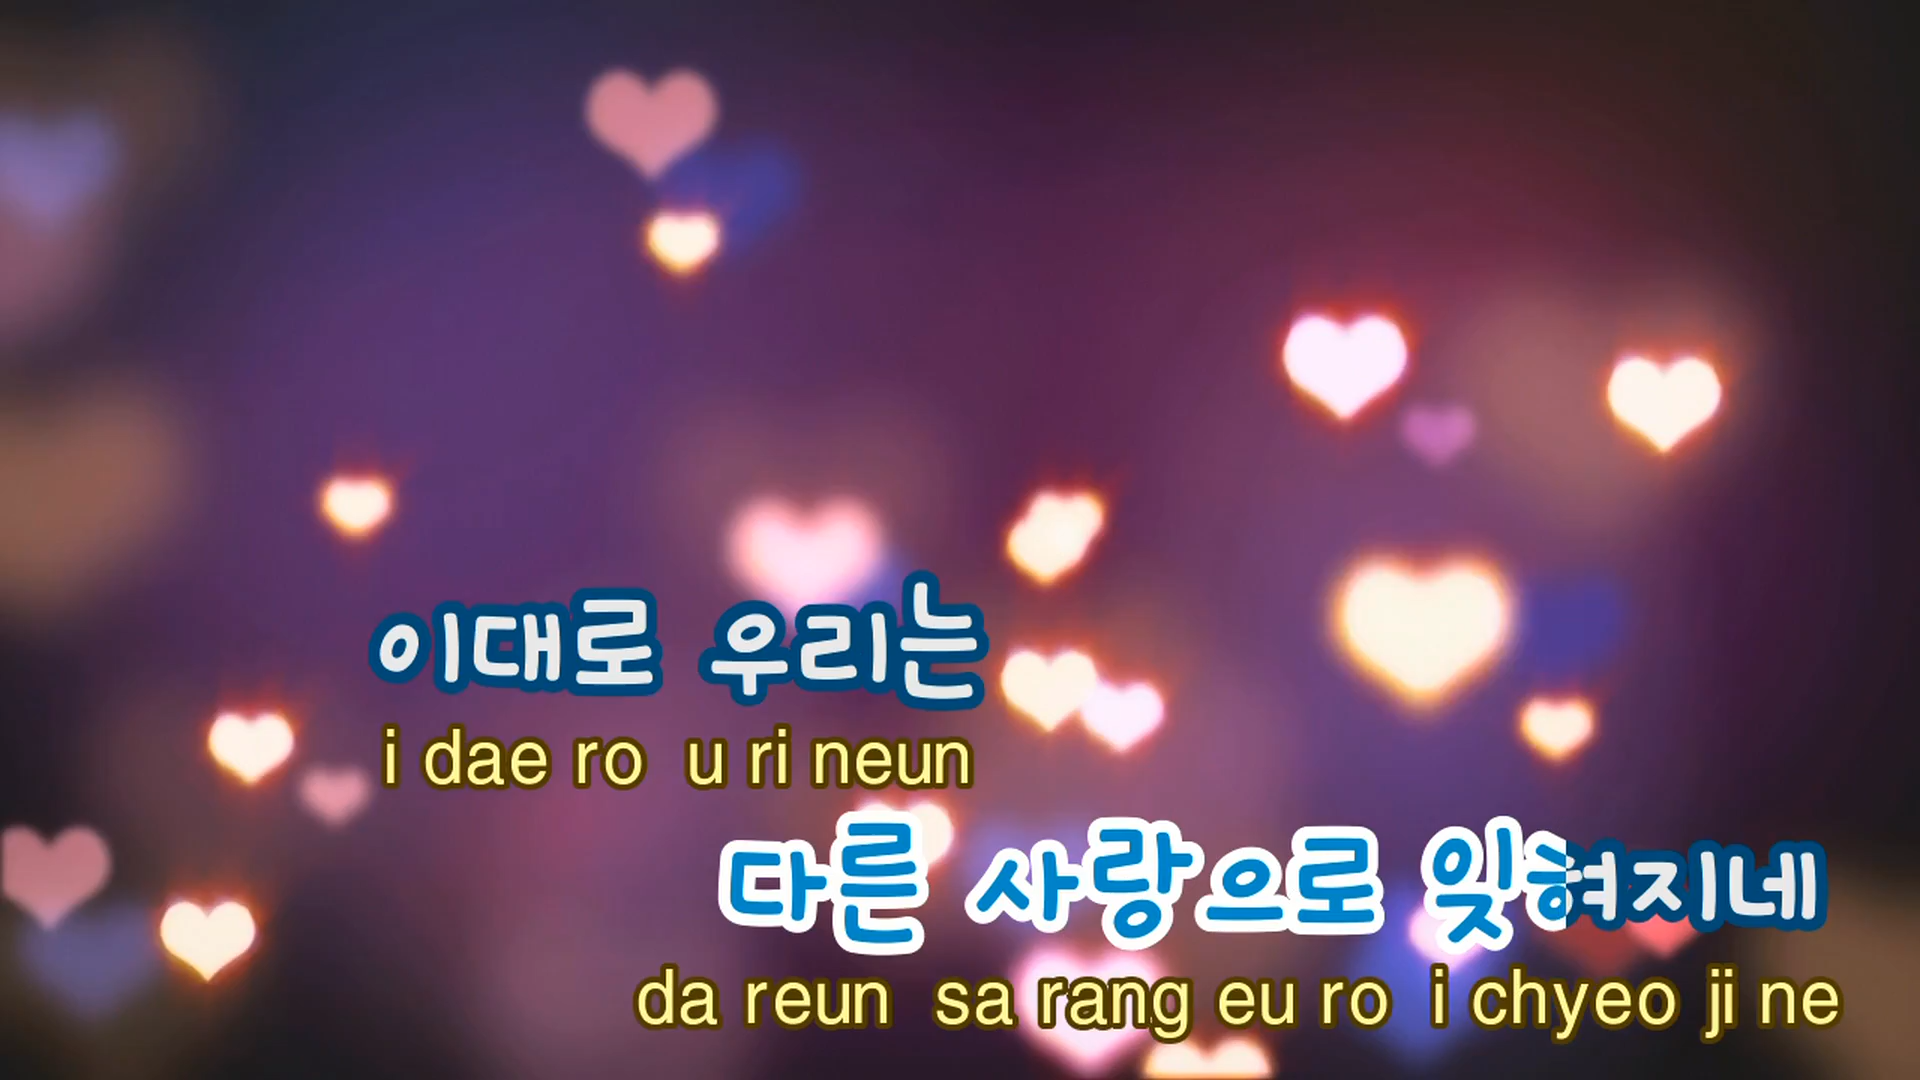 이대로 우리는
i dae ro u ri neun
다른 사랑으로 잊혀지네
da reun sa rang eu ro i chyeo ji ne